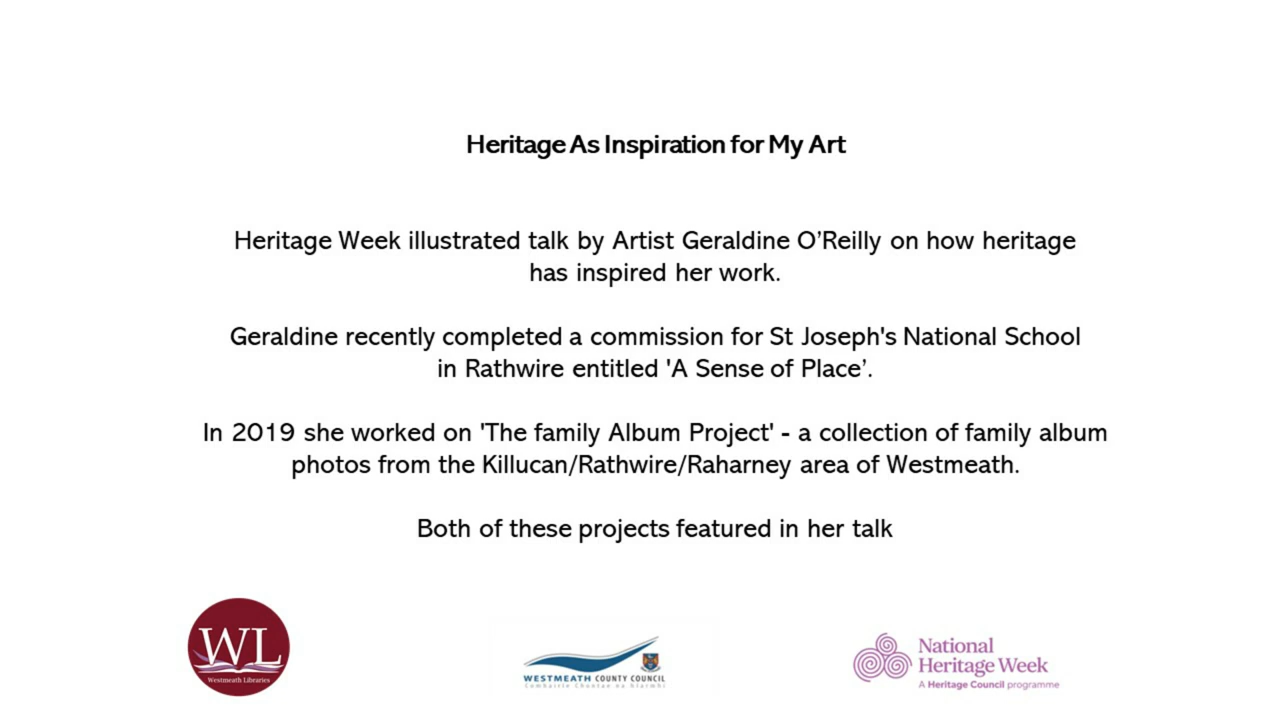 Heritage As Inspiration for My Art
Heritage Week illustrated talk by Artist Geraldine O’Reilly on how heritage
has inspired her work.
Geraldine recently completed a commission for St Joseph's National School
in Rathwire entitled 'A Sense of Place’.
In 2019 she worked on 'The family Album Project' - a collection of family album
photos from the Killucan/Rathwire/Raharney area of Westmeath.
Both of these projects featured in her talk
WL
Westmeath Libraries
WESTMEATH COUNTY COUNCIL
Comhairle Chontae na hIarmhí
National
Heritage Week
A Heritage Council programme